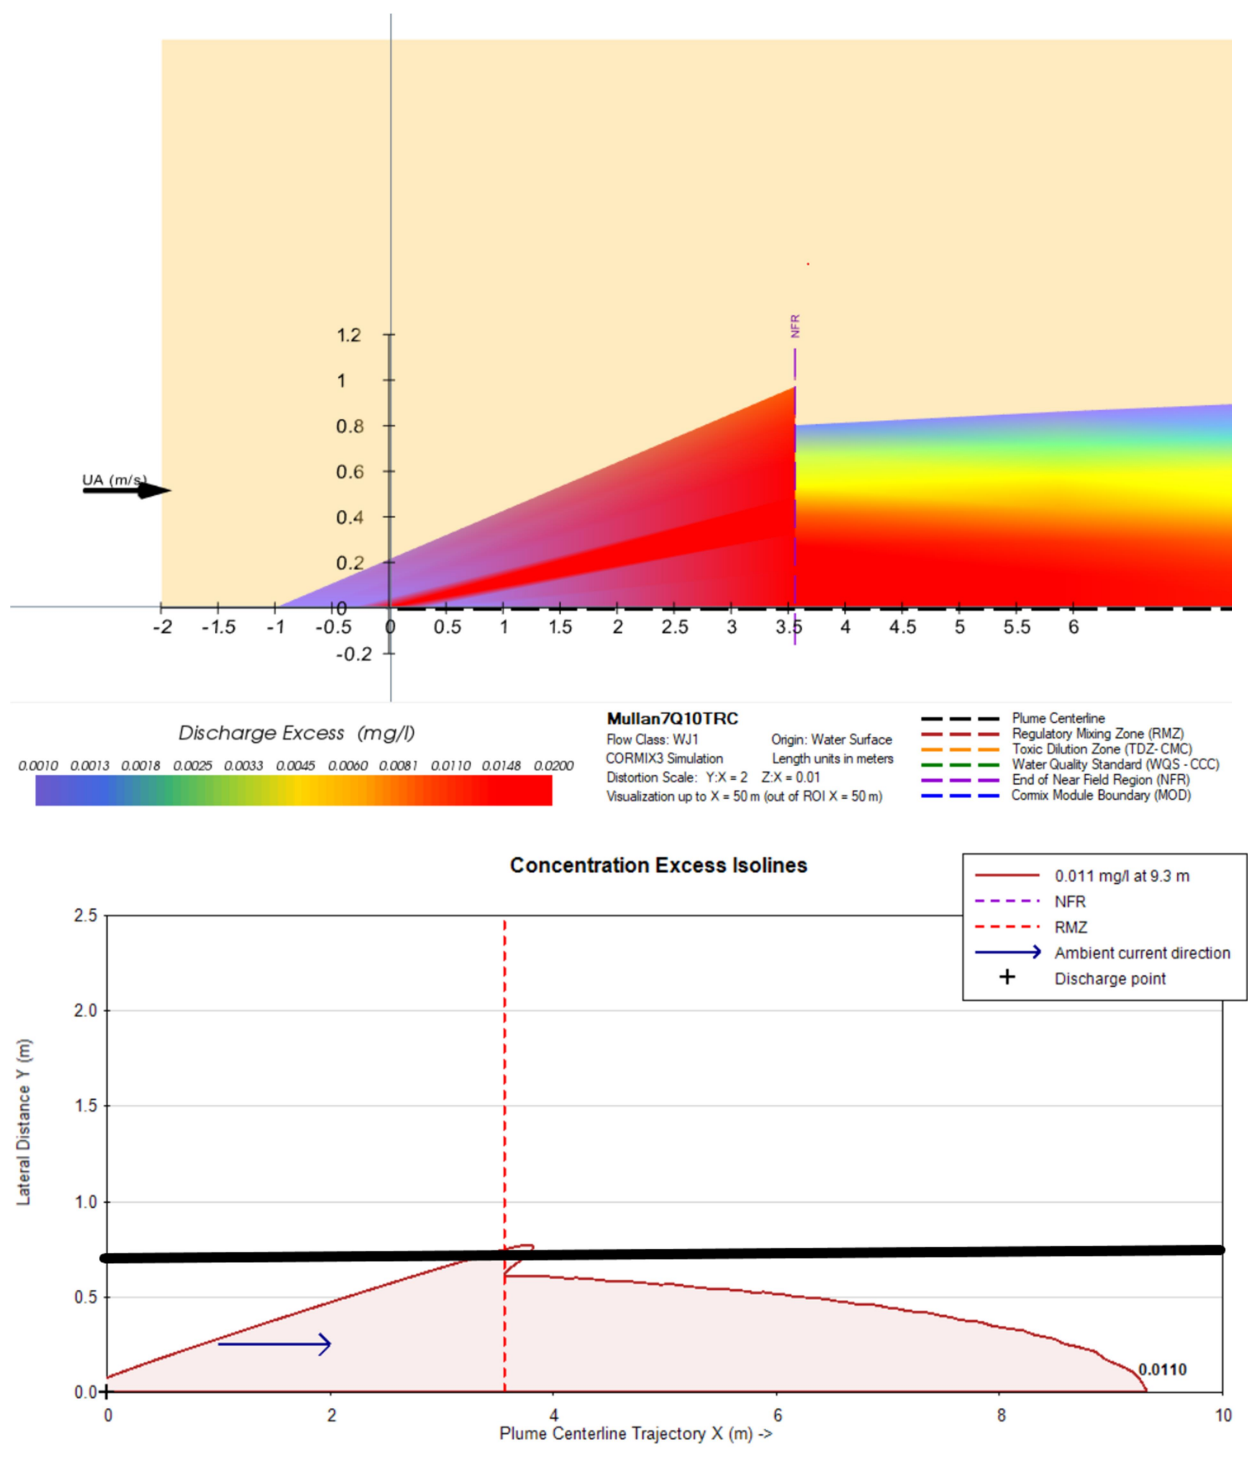 NFR
1.2
1
0.8
0.6
UA (m/s)
0.4
0.2
0
-2 -1.5 -1 -0.5 0 0.5 1 1.5 2 2.5 3 3.5 4 4.5 5 5.5 6
-0.2
Discharge Excess (mg/l)
0.0010 0.0013 0.0018 0.0025 0.0033 0.0045 0.0060 0.0081 0.0110 0.0148 0.0200
Mullan7Q10TRC
Flow Class: WJ1 Origin: Water Surface
CORMIX3 Simulation Length units in meters
Distortion Scale: Y:X = 2 Z:X = 0.01
Visualization up to X = 50 m (out of ROI X = 50 m)
Plume Centerline
Regulatory Mixing Zone (RMZ)
Toxic Dilution Zone (TDZ- CMC)
Water Quality Standard (WQS - CCC)
End of Near Field Region (NFR)
Cormix Module Boundary (MOD)
Concentration Excess Isolines
0.011 mg/l at 9.3 m
NFR
RMZ
Ambient current direction
Discharge point
2.5
2.0
1.5
1.0
0.5
0.0
Lateral Distance Y (m)
0.0110
0 2 4 6 8 10
Plume Centerline Trajectory X (m) ->